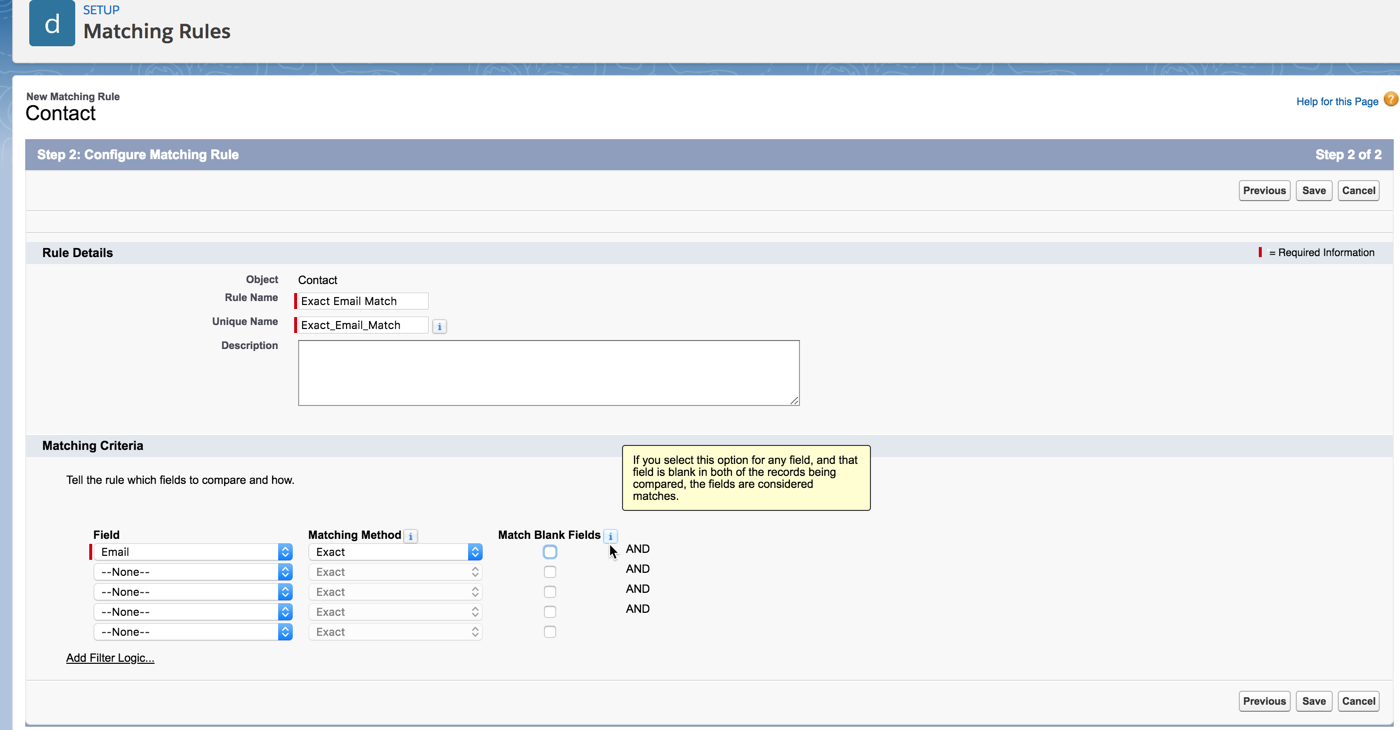 d
SETUP
Matching Rules
New Matching Rule
Contact
Help for this Page ?
Step 2: Configure Matching Rule Step 2 of 2
Previous Save Cancel
Rule Details = Required Information
Object Contact
Rule Name Exact Email Match
Unique Name Exact_Email_Match i
Description
Matching Criteria
If you select this option for any field, and that
field is blank in both of the records being
compared, the fields are considered
matches.
Tell the rule which fields to compare and how.
Field Matching Method i Match Blank Fields i
Email Exact AND
--None-- Exact AND
--None-- Exact AND
--None-- Exact AND
--None-- Exact
Add Filter Logic...
Previous Save Cancel